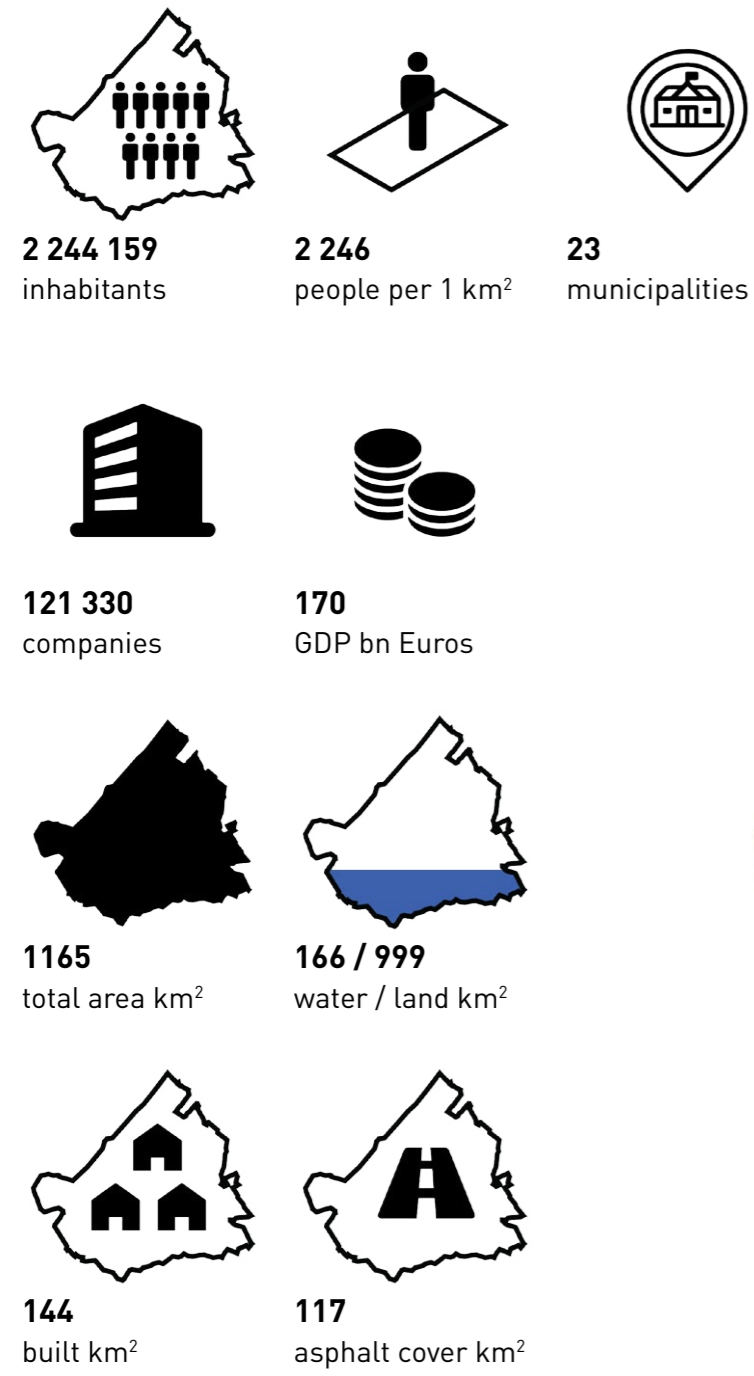 2 244 159
inhabitants
2 246
people per 1 km²
23
municipalities
121 330
companies
170
GDP bn Euros
1165
total area km²
166 / 999
water / land km²
144
built km²
117
asphalt cover km²